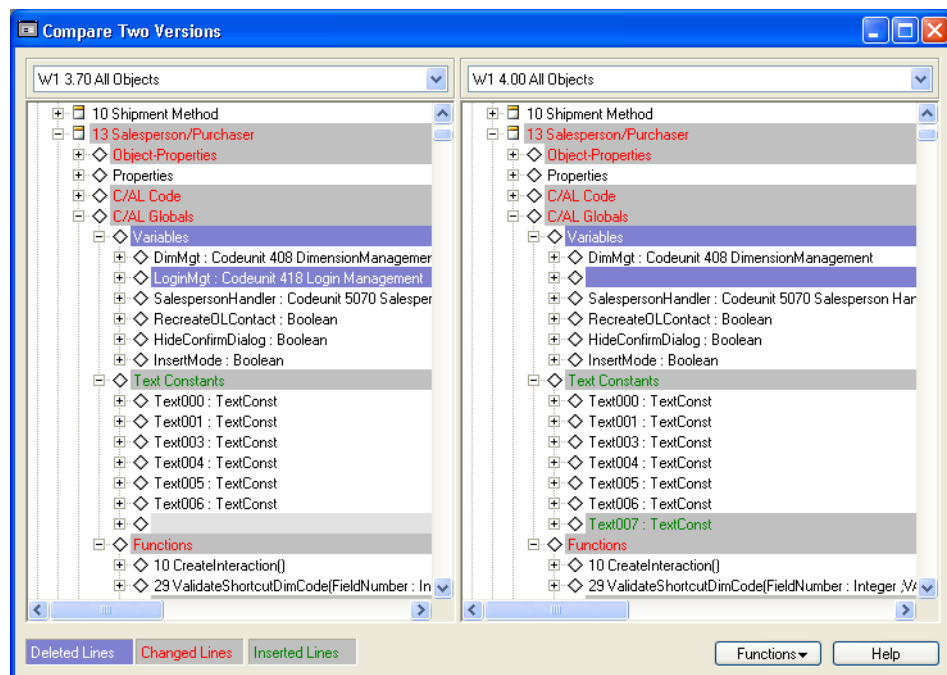 Compare Two Versions
W1 3.70 All Objects
10 Shipment Method
13 Salesperson/Purchaser
Object-Properties
Properties
C/AL Code
C/AL Globals
Variables
DimMgt : Codeunit 408 DimensionManagemer
LoginMgt : Codeunit 418 Login Management
SalespersonHandler : Codeunit 5070 Salesper
RecreateOLContact : Boolean
HideConfirmDialog : Boolean
InsertMode : Boolean
Text Constants
Text000 : TextConst
Text001 : TextConst
Text003 : TextConst
Text004 : TextConst
Text005 : TextConst
Text006 : TextConst
Functions
10 CreateInteraction()
29 ValidateShortcutDimCode(FieldNumber : In
W1 4.00 All Objects
10 Shipment Method
13 Salesperson/Purchaser
Object-Properties
Properties
C/AL Code
C/AL Globals
Variables
DimMgt : Codeunit 408 DimensionManagement
SalespersonHandler : Codeunit 5070 Salesperson Har
RecreateOLContact : Boolean
HideConfirmDialog : Boolean
InsertMode : Boolean
Text Constants
Text000 : TextConst
Text001 : TextConst
Text003 : TextConst
Text004 : TextConst
Text005 : TextConst
Text006 : TextConst
Text007 : TextConst
Functions
10 CreateInteraction()
29 ValidateShortcutDimCode(FieldNumber : Integer ;VA
Deleted Lines
Changed Lines
Inserted Lines
Functions
Help